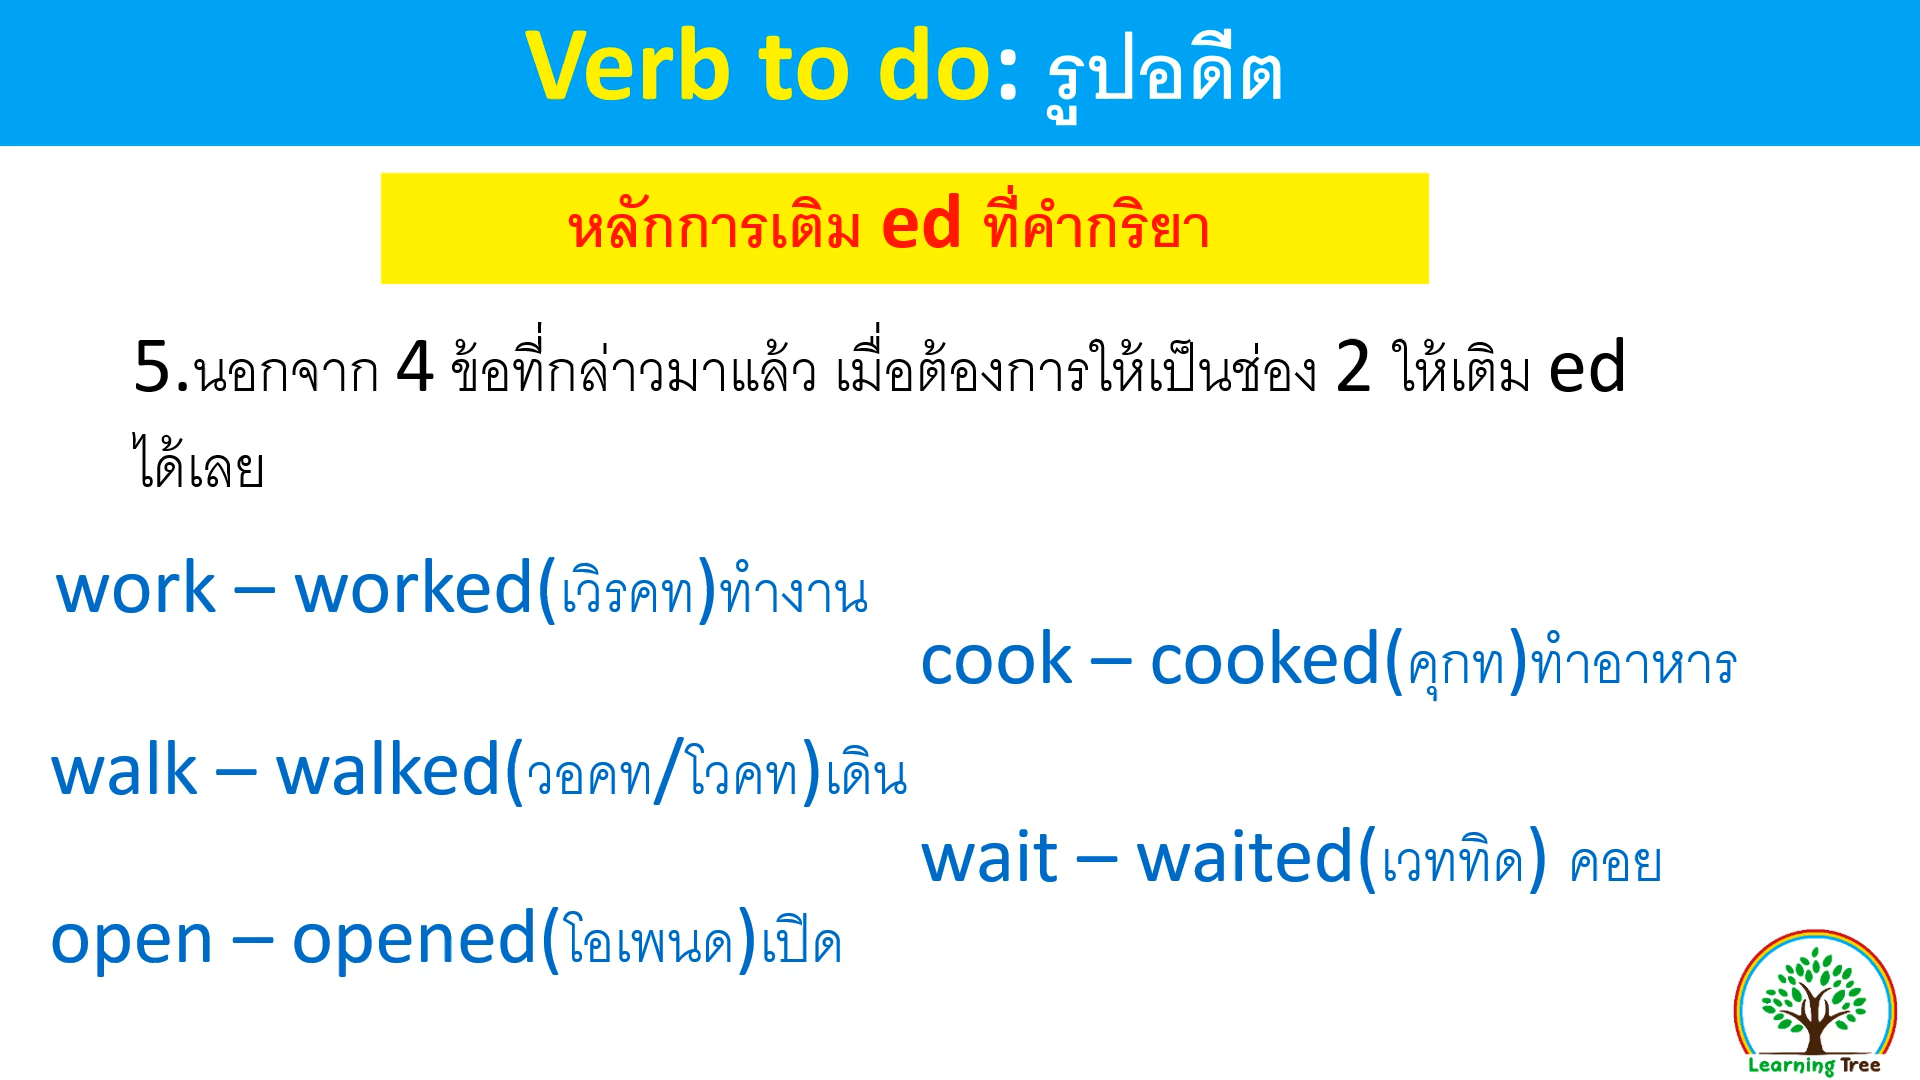 Verb to do: รูปอดีต
หลักการเติม ed ที่คำกริยา
5.นอกจาก 4 ข้อที่กล่าวมาแล้ว เมื่อต้องการให้เป็นช่อง 2 ให้เติม ed
ได้เลย
work – worked(เวิรคท)ทำงาน
cook – cooked(คุกท)ทำอาหาร
walk – walked(วอคท/โวคท)เดิน
wait – waited(เวททิด) คอย
open – opened(โอเพนด)เปิด
Learning Tree